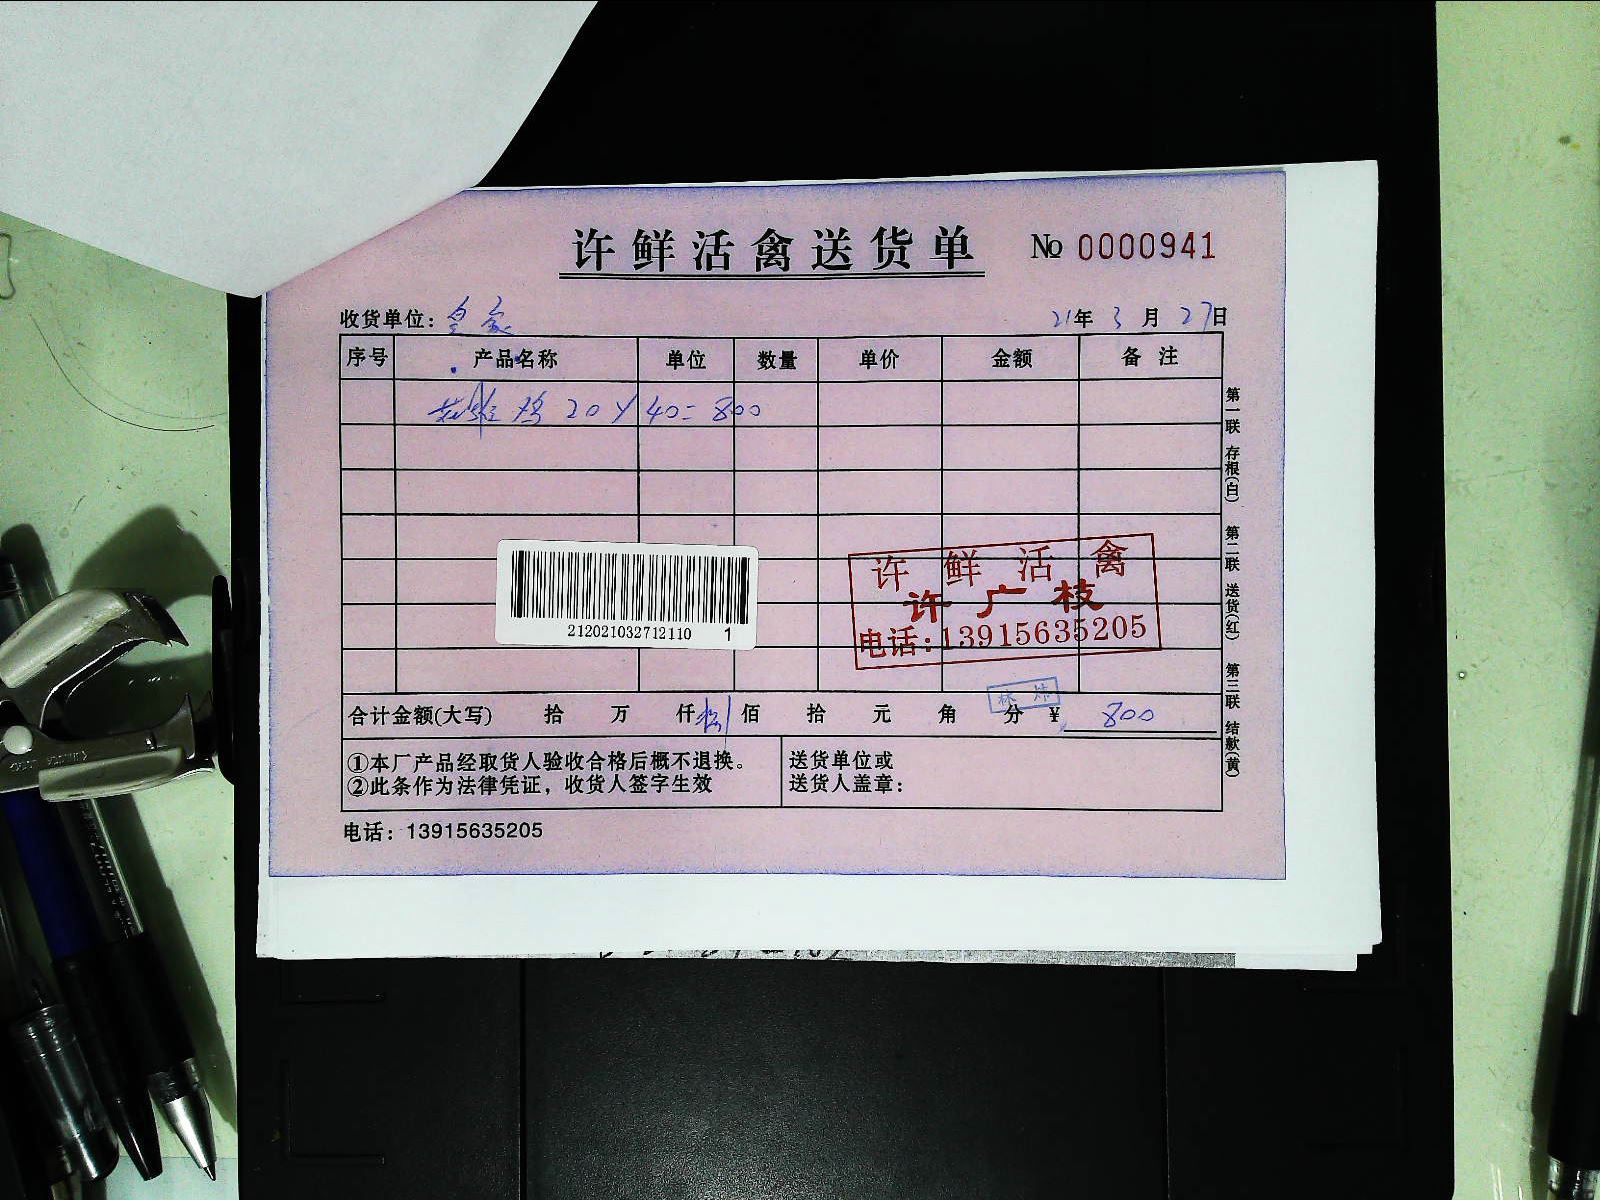 许鲜活禽送货单 № 0000941
收货单位: 皇家 21年 3月 27日
序号 产品名称 单位 数量 单价 金额 备注
鸡 20 × 40 = 800
第一联 存根(白) 第二联 送货(红) 第三联 结款(黄)
212021032712110 1
许鲜活禽
许广枝
电话:13915635205
林炜
合计金额(大写) 拾 万 仟 捌 佰 拾 元 角 分 ¥ 800
①本厂产品经取货人验收合格后概不退换。
②此条作为法律凭证，收货人签字生效
送货单位或
送货人盖章:
电话: 13915635205